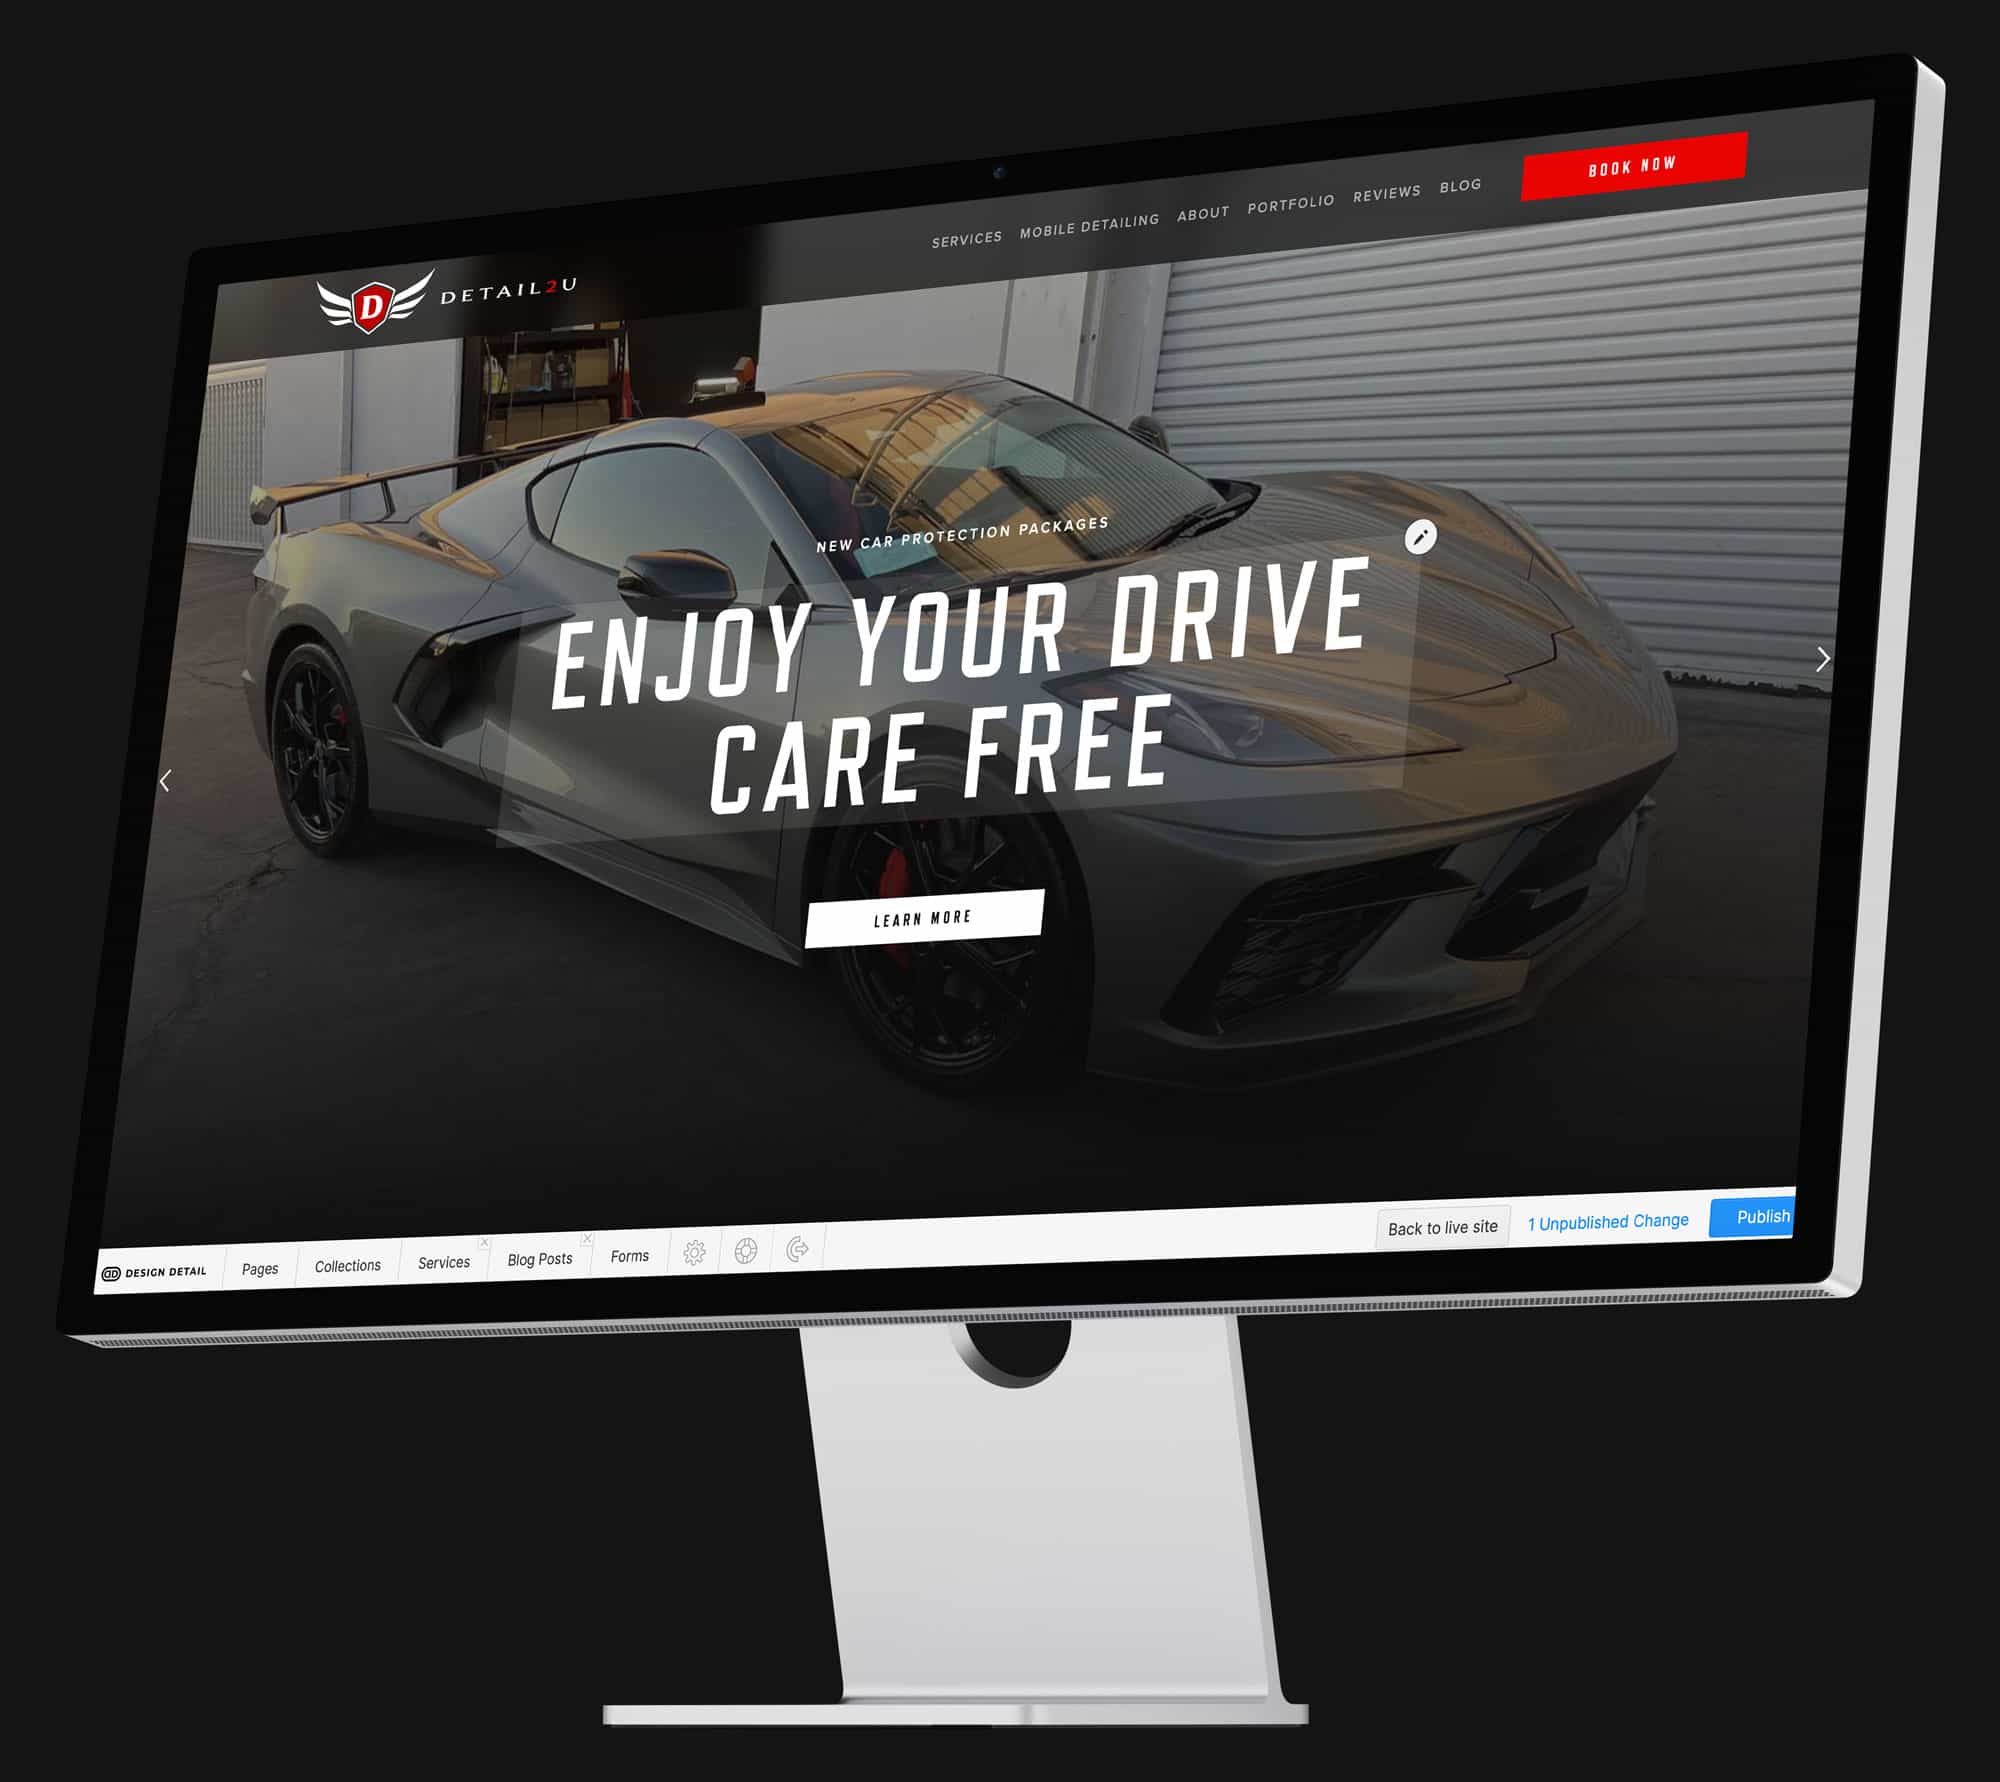 D DETAIL2U
SERVICES MOBILE DETAILING ABOUT PORTFOLIO REVIEWS BLOG
BOOK NOW
NEW CAR PROTECTION PACKAGES
ENJOY YOUR DRIVE
CARE FREE
LEARN MORE
DD DESIGN DETAIL Pages Collections Services Blog Posts Forms
Back to live site 1 Unpublished Change Publish